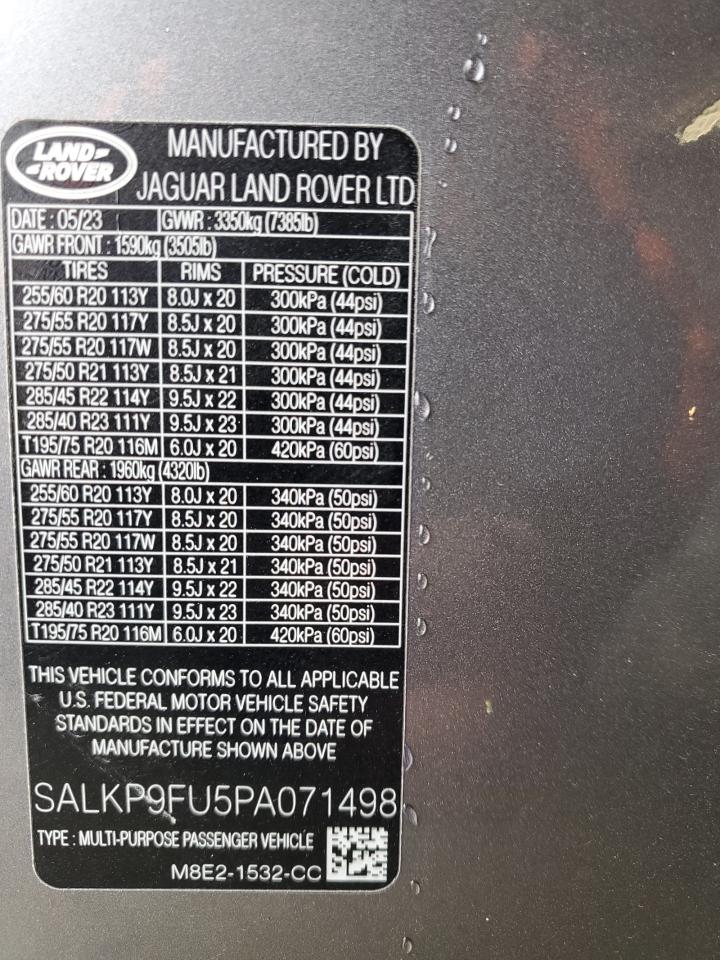 LAND-
-ROVER
MANUFACTURED BY
JAGUAR LAND ROVER LTD
DATE : 05/23 GVWR : 3350kg (7385lb)
GAWR FRONT : 1590kg (3505lb)
TIRES RIMS PRESSURE (COLD)
255/60 R20 113Y 8.0J x 20 300kPa (44psi)
275/55 R20 117Y 8.5J x 20 300kPa (44psi)
275/55 R20 117W 8.5J x 20 300kPa (44psi)
275/50 R21 113Y 8.5J x 21 300kPa (44psi)
285/45 R22 114Y 9.5J x 22 300kPa (44psi)
285/40 R23 111Y 9.5J x 23 300kPa (44psi)
T195/75 R20 116M 6.0J x 20 420kPa (60psi)
GAWR REAR : 1960kg (4320lb)
255/60 R20 113Y 8.0J x 20 340kPa (50psi)
275/55 R20 117Y 8.5J x 20 340kPa (50psi)
275/55 R20 117W 8.5J x 20 340kPa (50psi)
275/50 R21 113Y 8.5J x 21 340kPa (50psi)
285/45 R22 114Y 9.5J x 22 340kPa (50psi)
285/40 R23 111Y 9.5J x 23 340kPa (50psi)
T195/75 R20 116M 6.0J x 20 420kPa (60psi)
THIS VEHICLE CONFORMS TO ALL APPLICABLE
U.S. FEDERAL MOTOR VEHICLE SAFETY
STANDARDS IN EFFECT ON THE DATE OF
MANUFACTURE SHOWN ABOVE
SALKP9FU5PA071498
TYPE : MULTI-PURPOSE PASSENGER VEHICLE
M8E2-1532-CC